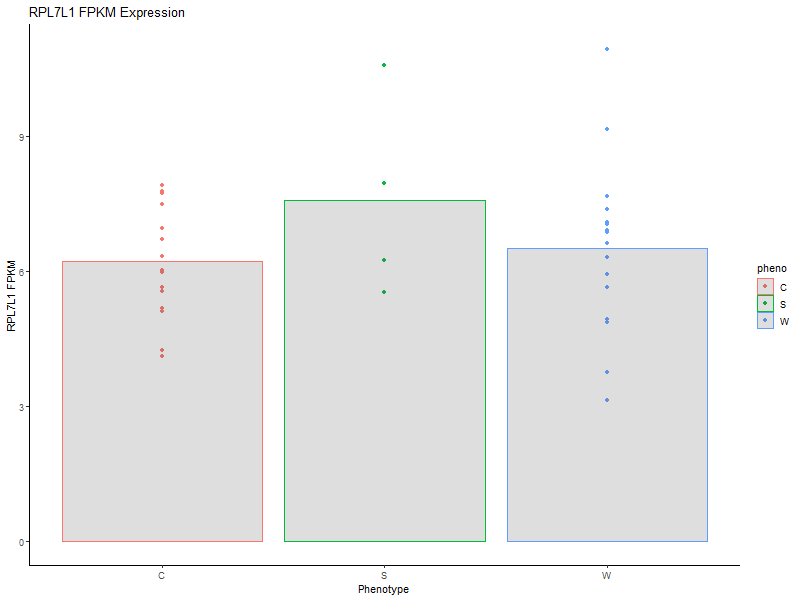 RPL7L1 FPKM Expression
RPL7L1 FPKM
9
6
3
0
C
S
W
Phenotype
pheno
C
S
W